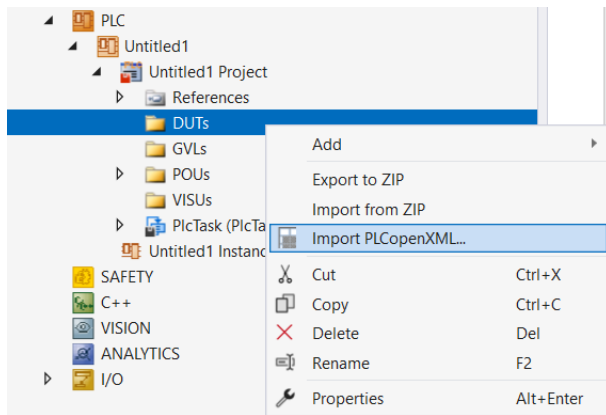 PLC
Untitled1
Untitled1 Project
References
DUTs
GVLs
POUs
VISUs
PlcTask (PlcTa
Untitled1 Instanc
SAFETY
C++
VISION
ANALYTICS
I/O
Add
Export to ZIP
Import from ZIP
Import PLCopenXML...
Cut Ctrl+X
Copy Ctrl+C
Delete Del
Rename F2
Properties Alt+Enter